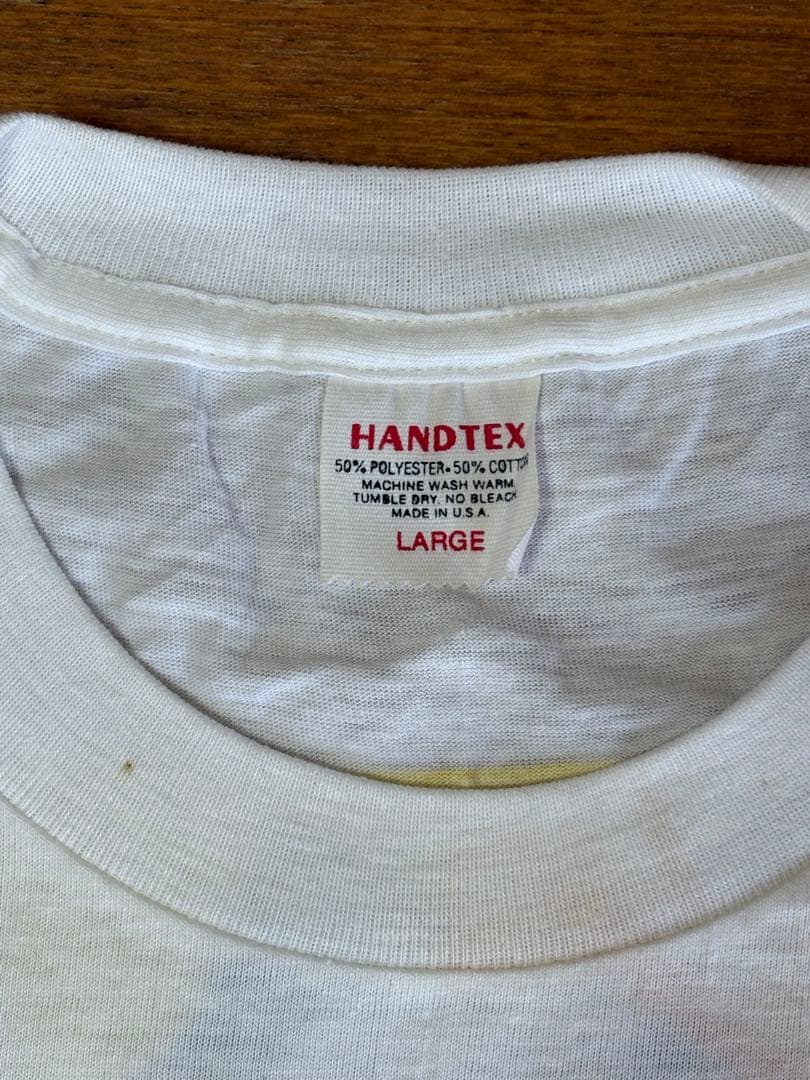 HANDTEX
50% POLYESTER • 50% COTTON
MACHINE WASH WARM
TUMBLE DRY. NO BLEACH
MADE IN U.S.A.
LARGE